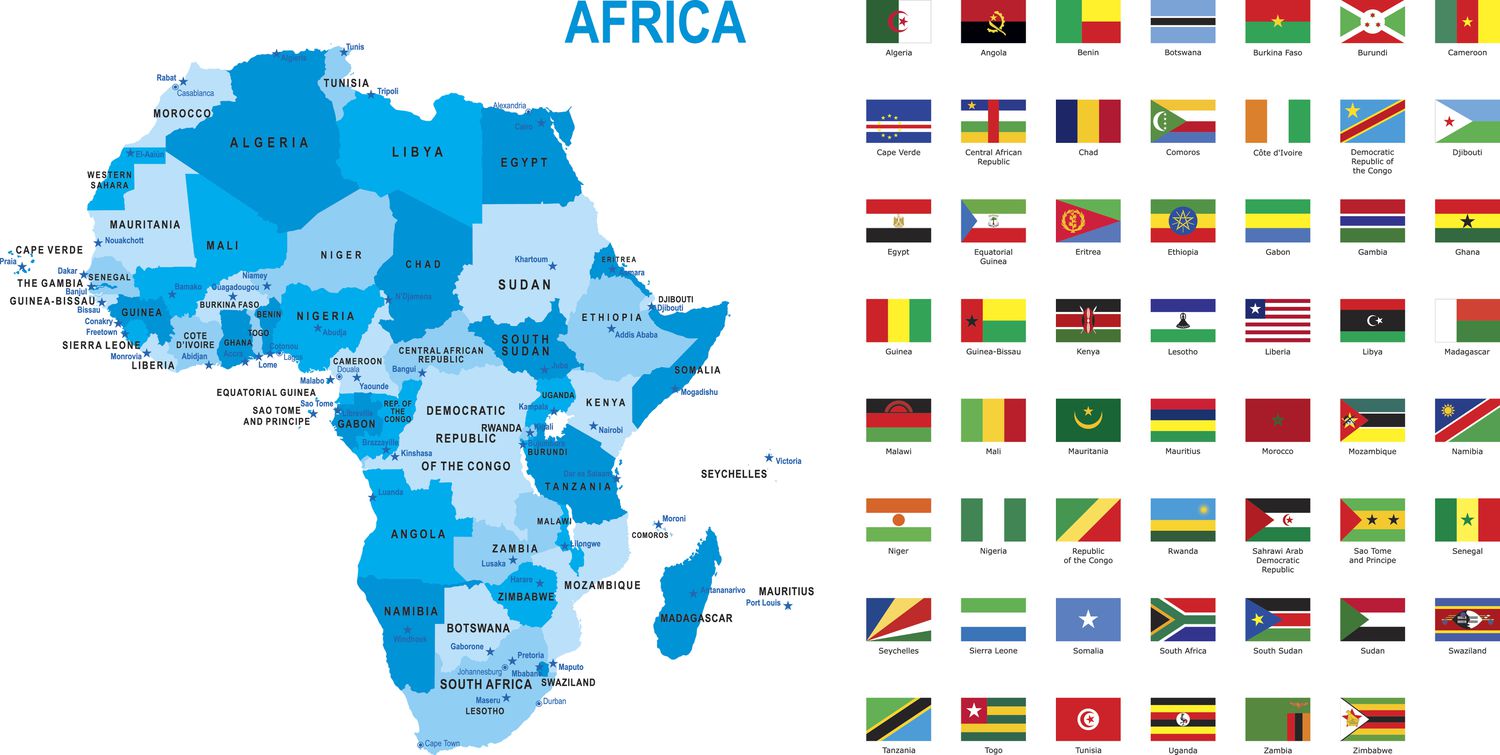 AFRICA
Tunis
Algiers
Rabat
Casablanca
TUNISIA
Tripoli
MOROCCO
Alexandria
Cairo
ALGERIA
LIBYA
EGYPT
El-Aaiún
WESTERN
SAHARA
MAURITANIA
Nouakchott
MALI
NIGER
CHAD
Khartoum
SUDAN
ERITREA
Asmara
CAPE VERDE
Praia
Dakar
SENEGAL
THE GAMBIA
Banjul
GUINEA-BISSAU
Bissau
Bamako
Niamey
Ouagadougou
BURKINA FASO
N'Djamena
DJIBOUTI
Djibouti
GUINEA
Conakry
Freetown
SIERRA LEONE
Monrovia
LIBERIA
COTE
D'IVOIRE
Abidjan
GHANA
Accra
TOGO
BENIN
Cotonou
Lome
Lagos
NIGERIA
Abudja
ETHIOPIA
Addis Ababa
SOUTH
SUDAN
Juba
CENTRAL AFRICAN
REPUBLIC
Bangui
CAMEROON
Douala
Yaounde
Malabo
EQUATORIAL GUINEA
Sao Tome
SAO TOME
AND PRINCIPE
Libreville
GABON
REP. OF
THE
CONGO
Brazzaville
Kinshasa
DEMOCRATIC
REPUBLIC
OF THE CONGO
UGANDA
Kampala
RWANDA
Kigali
Bujumbura
BURUNDI
KENYA
Nairobi
SOMALIA
Mogadishu
Dar es Salaam
TANZANIA
Victoria
SEYCHELLES
Luanda
ANGOLA
MALAWI
Lilongwe
ZAMBIA
Lusaka
Moroni
COMOROS
Harare
ZIMBABWE
MOZAMBIQUE
Antananarivo
MADAGASCAR
MAURITIUS
Port Louis
NAMIBIA
Windhoek
BOTSWANA
Gaborone
Pretoria
Johannesburg
Mbabane
Maputo
SOUTH AFRICA
SWAZILAND
Maseru
LESOTHO
Durban
Cape Town
Algeria
Angola
Benin
Botswana
Burkina Faso
Burundi
Cameroon
Cape Verde
Central African
Republic
Chad
Comoros
Côte d'Ivoire
Democratic
Republic of
the Congo
Djibouti
Egypt
Equatorial
Guinea
Eritrea
Ethiopia
Gabon
Gambia
Ghana
Guinea
Guinea-Bissau
Kenya
Lesotho
Liberia
Libya
Madagascar
Malawi
Mali
Mauritania
Mauritius
Morocco
Mozambique
Namibia
Niger
Nigeria
Republic
of the Congo
Rwanda
Sahrawi Arab
Democratic
Republic
Sao Tome
and Principe
Senegal
Seychelles
Sierra Leone
Somalia
South Africa
South Sudan
Sudan
Swaziland
Tanzania
Togo
Tunisia
Uganda
Zambia
Zimbabwe